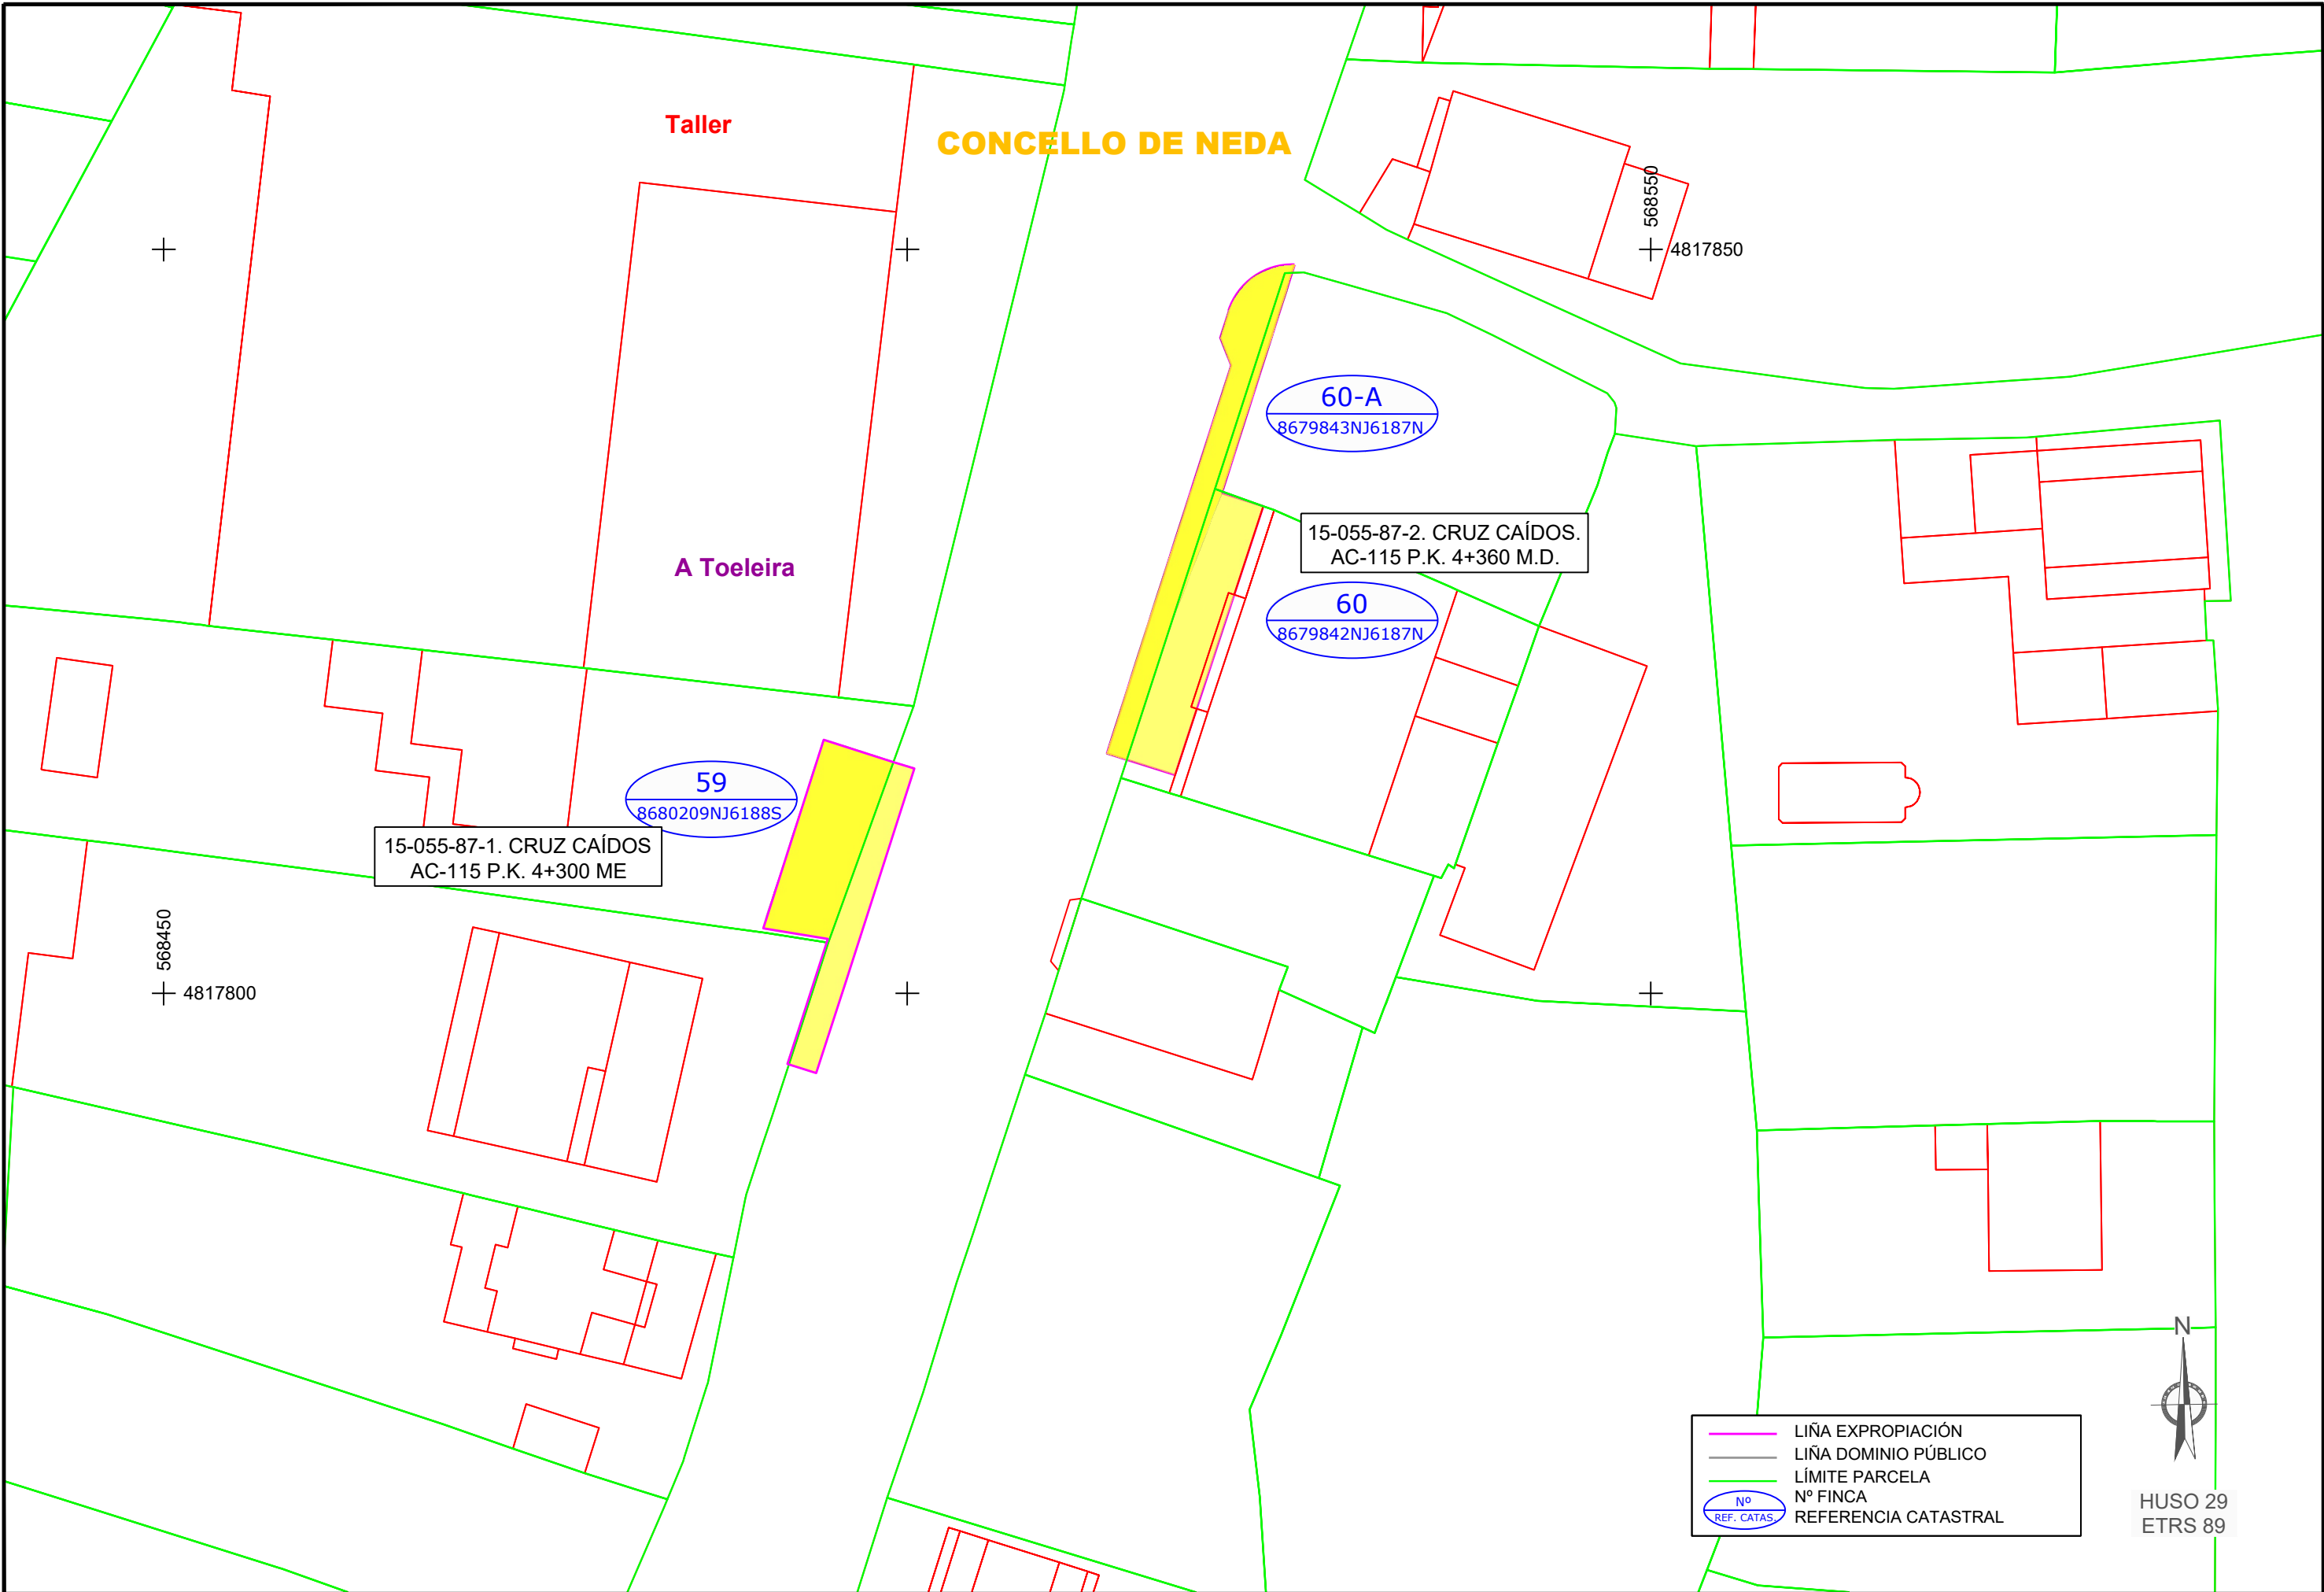 Taller
CONCELLO DE NEDA
568550
4817850
60-A
8679843NJ6187N
15-055-87-2. CRUZ CAÍDOS.
AC-115 P.K. 4+360 M.D.
A Toeleira
60
8679842NJ6187N
59
8680209NJ6188S
15-055-87-1. CRUZ CAÍDOS
AC-115 P.K. 4+300 ME
568450
4817800
N
LIÑA EXPROPIACIÓN
LIÑA DOMINIO PÚBLICO
LÍMITE PARCELA
Nº
REF. CATAS.
Nº FINCA
REFERENCIA CATASTRAL
HUSO 29
ETRS 89